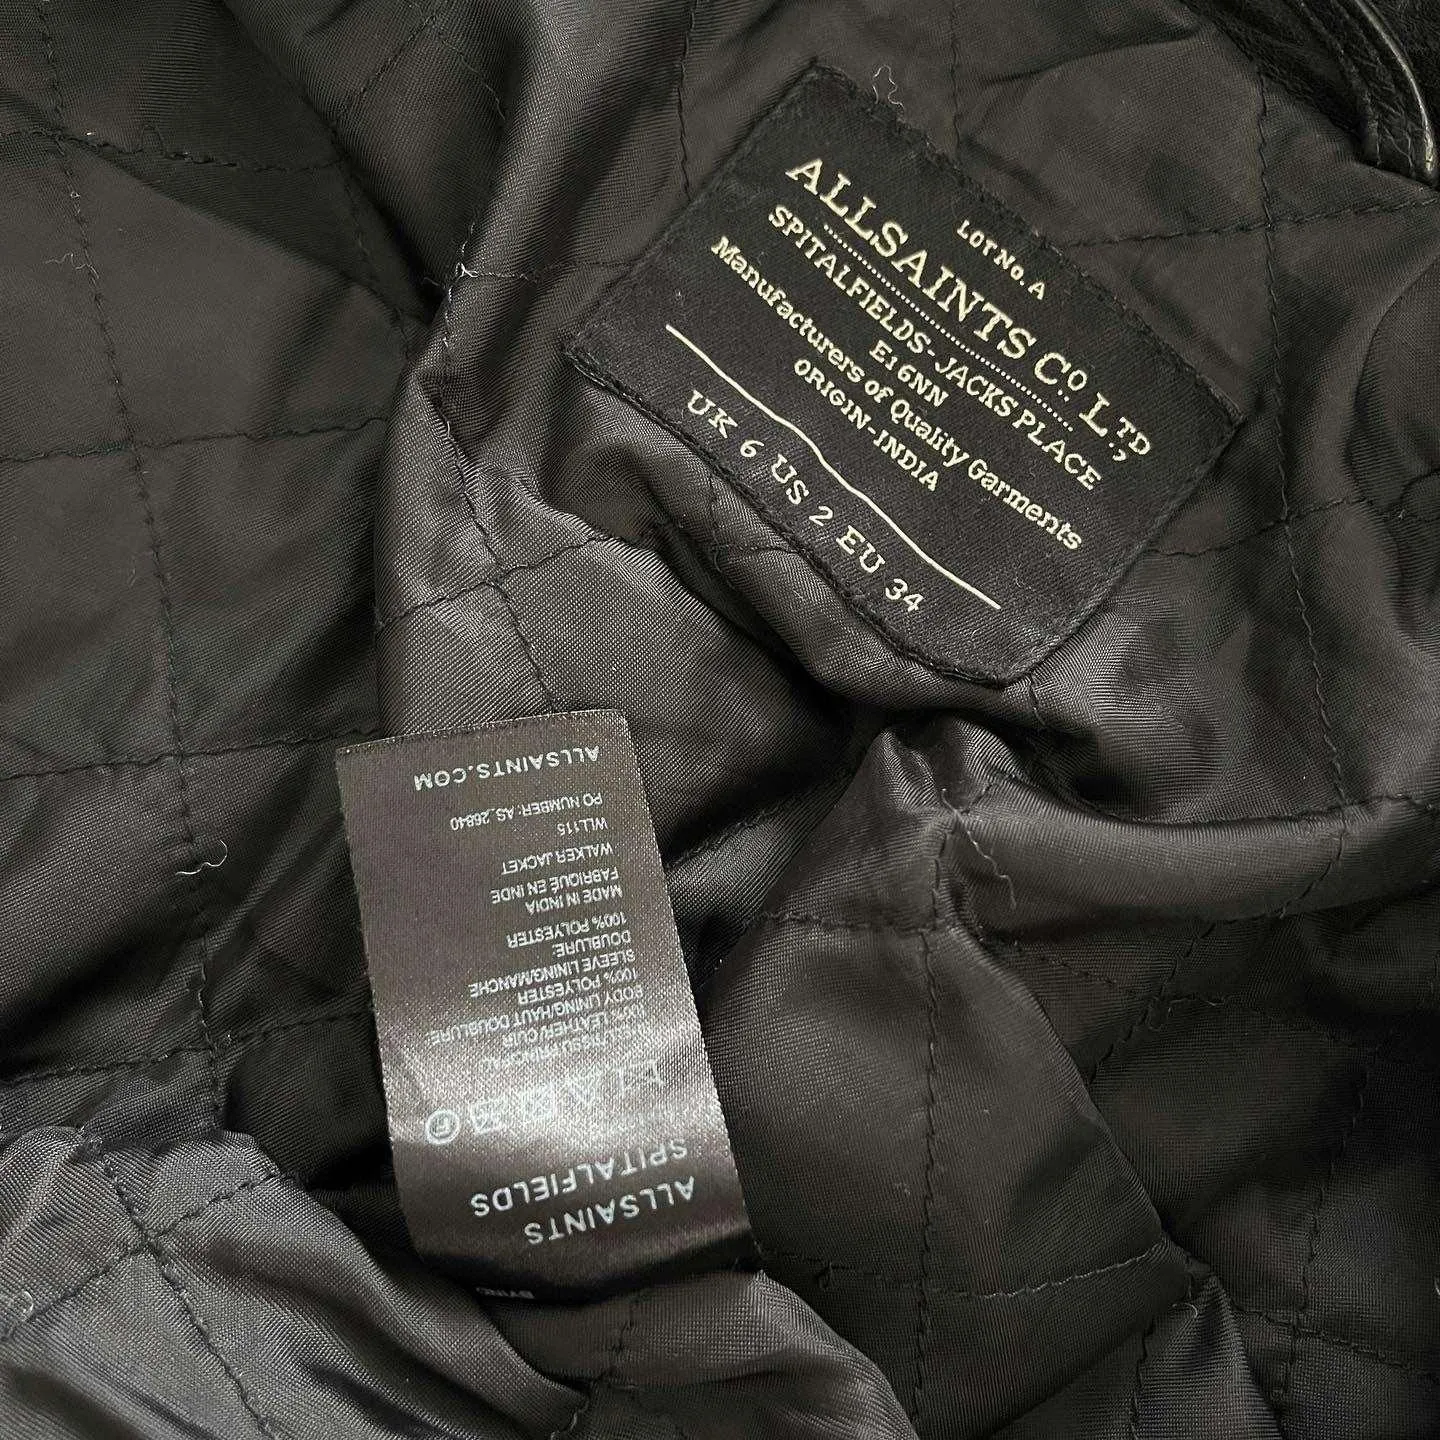 LOT No. A
ALLSAINTS Co LTD,
SPITALFIELDS-JACKS PLACE
E16NN
Manufacturers of Quality Garments
ORIGIN-INDIA
UK 6 US 2 EU 34
ALLSAINTS
SPITALFIELDS
100% LEATHER/CUIR
BODY LINING/HAUT DOUBLURE:
100% POLYESTER
SLEEVE LINING/MANCHE
DOUBLURE:
100% POLYESTER
MADE IN INDIA
FABRIQUÉ EN INDE
WALKER JACKET
WLL115
PO NUMBER: AS_26840
ALLSAINTS.COM